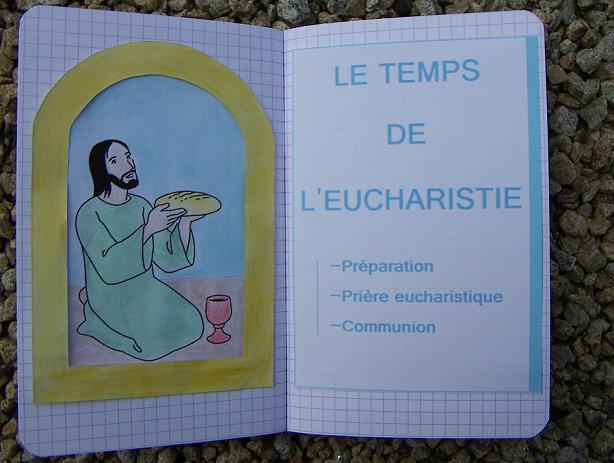 LE TEMPS
DE
L'EUCHARISTIE
–Préparation
–Prière eucharistique
–Communion